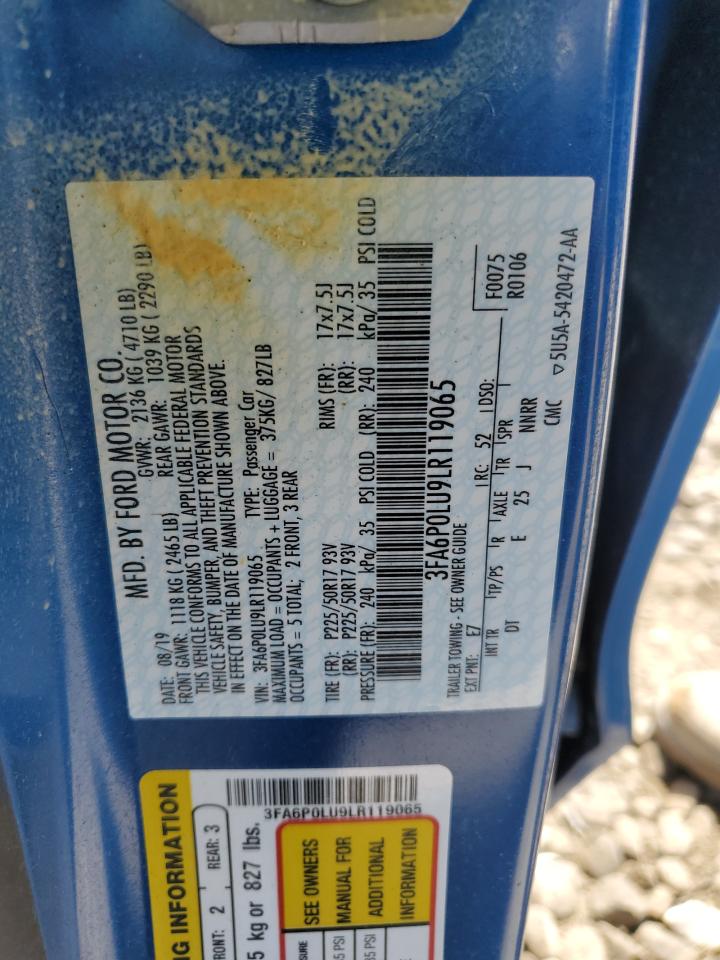 MFD. BY FORD MOTOR CO.
DATE: 08/19 GVWR: 2136 KG ( 4710 LB)
FRONT GAWR: 1118 KG ( 2465 LB) REAR GAWR: 1039 KG ( 2290 LB)
THIS VEHICLE CONFORMS TO ALL APPLICABLE FEDERAL MOTOR
VEHICLE SAFETY, BUMPER, AND THEFT PREVENTION STANDARDS
IN EFFECT ON THE DATE OF MANUFACTURE SHOWN ABOVE.
VIN: 3FA6P0LU9LR119065 TYPE: Passenger Car
MAXIMUM LOAD = OCCUPANTS + LUGGAGE = 375KG/ 827LB
OCCUPANTS = 5 TOTAL; 2 FRONT, 3 REAR
TIRE (FR): P225/50R17 93V RIMS (FR): 17x7.5J
(RR): P225/50R17 93V (RR): 17x7.5J
PRESSURE (FR): 240 kPa/ 35 PSI COLD (RR): 240 kPa/ 35 PSI COLD
3FA6P0LU9LR119065
TRAILER TOWING - SEE OWNER GUIDE
EXT PNT: E7 RC: 52 DSO: F0075
INT TR TP/PS R AXLE TR SPR R0106
DT E 25 J NNRR
CMC ▽5U5A-5420472-AA
NG INFORMATION
FRONT: 2 REAR: 3
5 kg or 827 lbs.
3FA6P0LU9LR119065
SEE OWNERS
MANUAL FOR
ADDITIONAL
INFORMATION
SURE
35 PSI
35 PSI